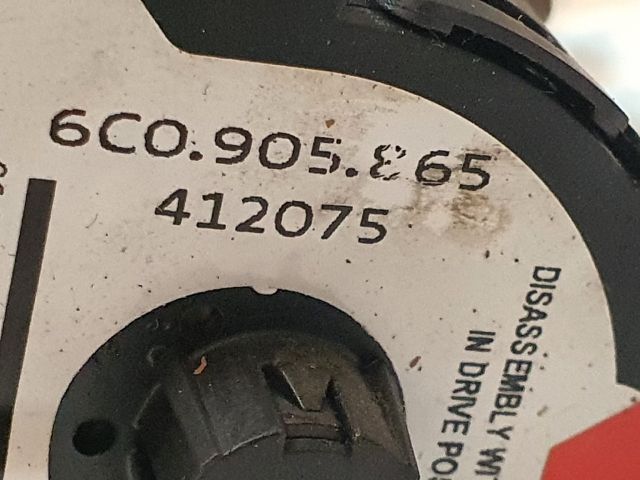 6C0.905.865
412075
DISASSEMBLY
IN DRIVE